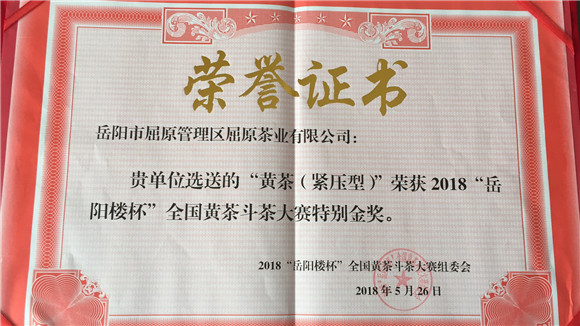 荣誉证书
岳阳市屈原管理区屈原茶业有限公司：
贵单位选送的“黄茶（紧压型）”荣获2018“岳
阳楼杯”全国黄茶斗茶大赛特别金奖。
2018“岳阳楼杯”全国黄茶斗茶大赛组委会
2018年5月26日